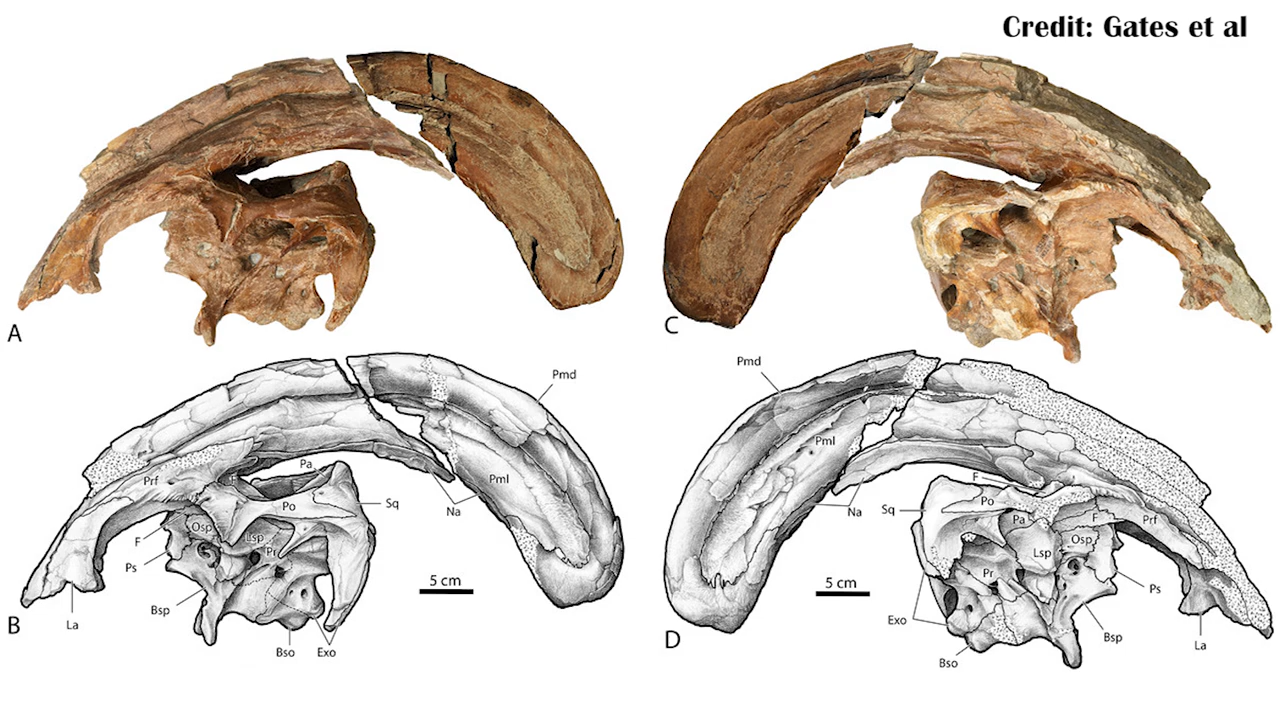 Credit: Gates et al
A
C
Pmd
Pml
Na
Pa
Prf
F
Po
Sq
Osp
Lsp
Pr
F
Ps
Bsp
La
Bso
Exo
5 cm
B
Pmd
Pml
Na
F
Sq
Po
Pa
F
Prf
Lsp
Osp
Pr
Ps
Exo
Bsp
Bso
La
5 cm
D